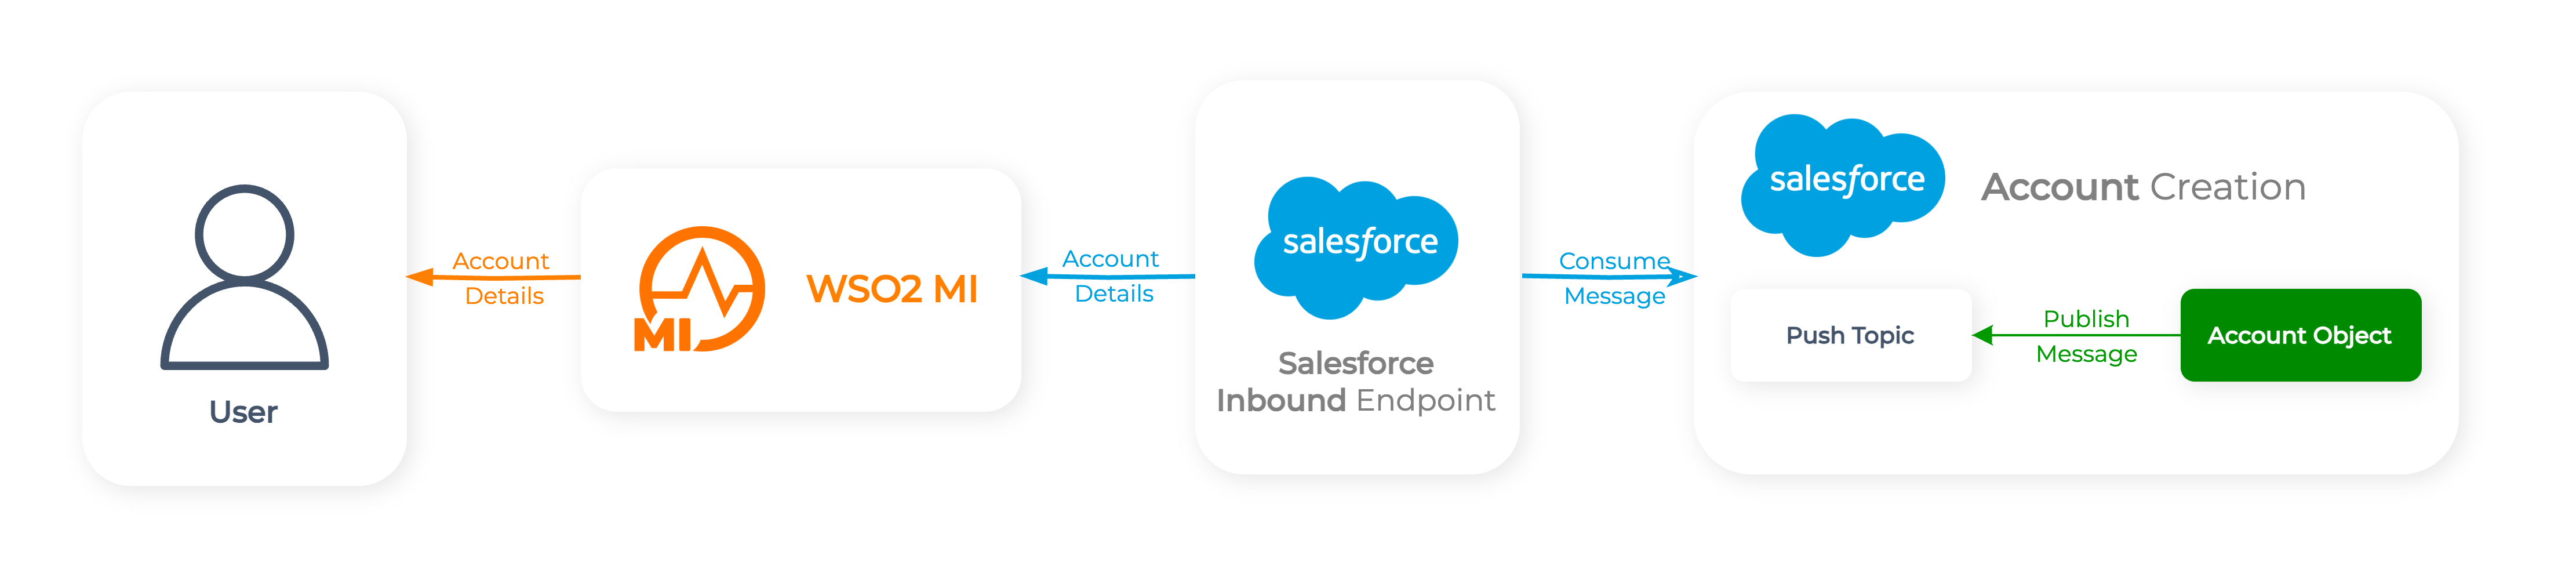 User
Account
Details
MI
WSO2 MI
Account
Details
salesforce
Salesforce
Inbound Endpoint
Consume
Message
salesforce
Account Creation
Push Topic
Publish
Message
Account Object